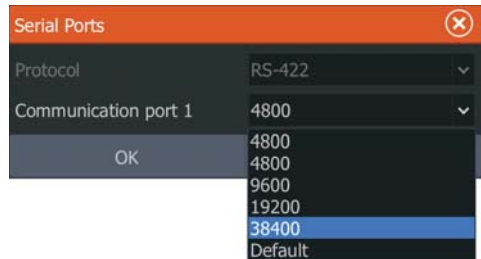 Serial Ports
Protocol RS-422
Communication port 1 4800
OK
4800
4800
9600
19200
38400
Default